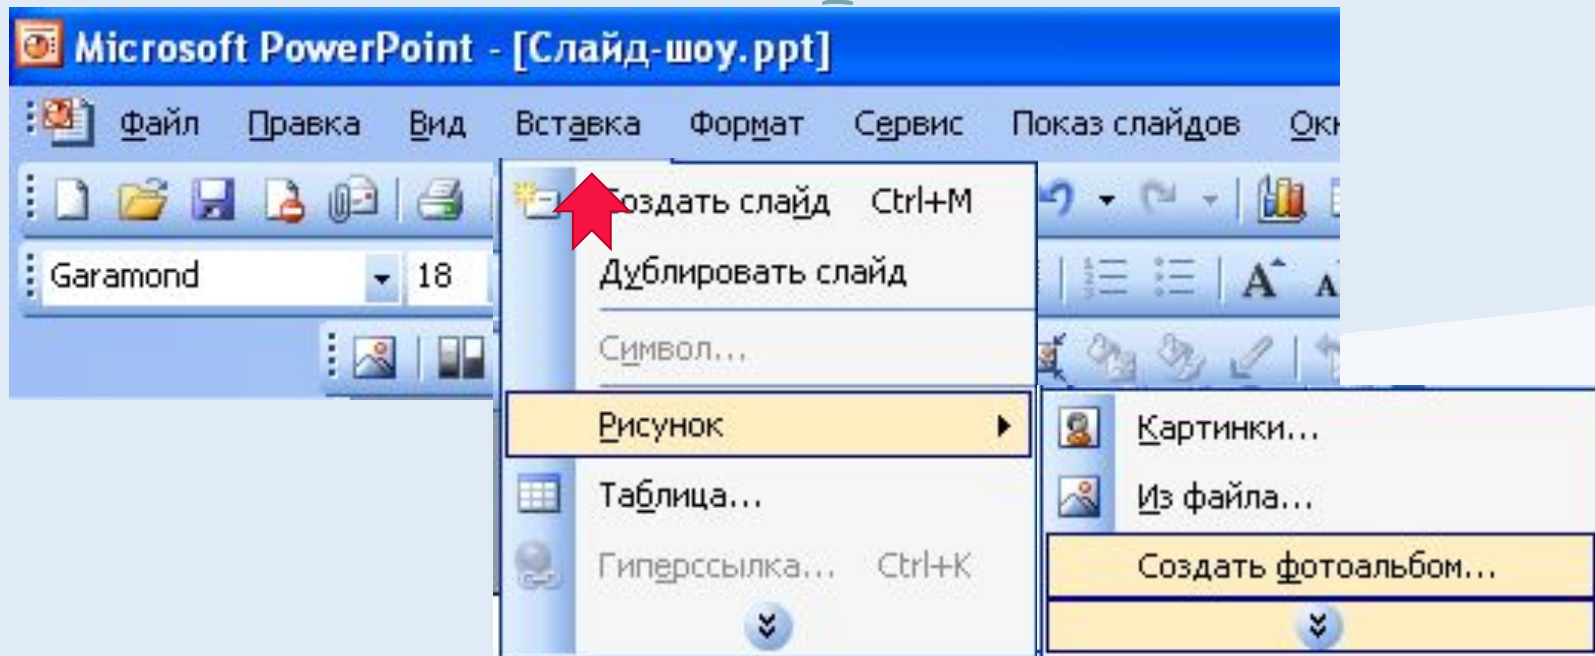 Microsoft PowerPoint - [Слайд-шоу.ppt]
Файл Правка Вид Вставка Формат Сервис Показ слайдов
Создать слайд Ctrl+M
Garamond 18
Дублировать слайд
Символ...
Рисунок
Картинки...
Таблица...
Из файла...
Гиперссылка... Ctrl+K
Создать фотоальбом...